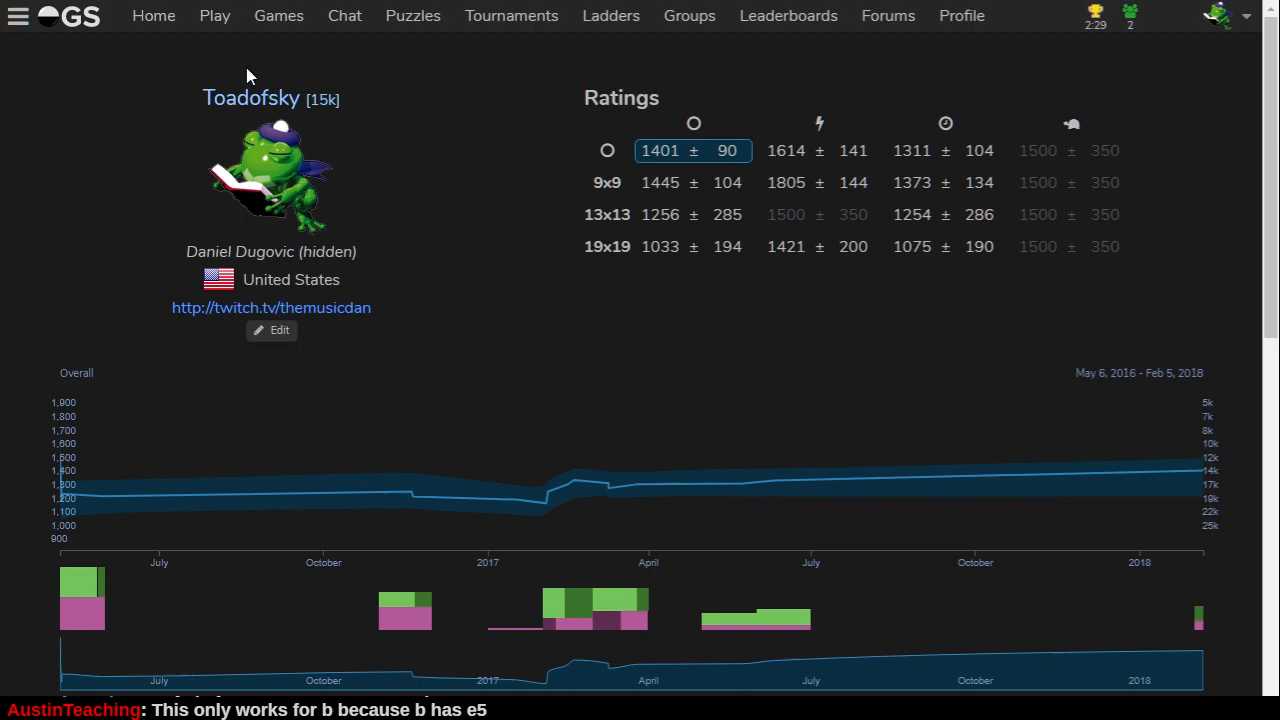 GS Home Play Games Chat Puzzles Tournaments Ladders Groups Leaderboards Forums Profile
2:29 2
Toadofsky [15k]
Daniel Dugovic (hidden)
United States
http://twitch.tv/themusicdan
Edit
Ratings
1401 ± 90 1614 ± 141 1311 ± 104 1500 ± 350
9x9 1445 ± 104 1805 ± 144 1373 ± 134 1500 ± 350
13x13 1256 ± 285 1500 ± 350 1254 ± 286 1500 ± 350
19x19 1033 ± 194 1421 ± 200 1075 ± 190 1500 ± 350
Overall May 6, 2016 - Feb 5, 2018
1,900 5k
1,800 7k
1,700 8k
1,600 10k
1,500 12k
1,400 14k
1,300 17k
1,200 19k
1,100 22k
1,000 25k
900
July October 2017 April July October 2018
July October 2017 April July October 2018
AustinTeaching: This only works for b because b has e5